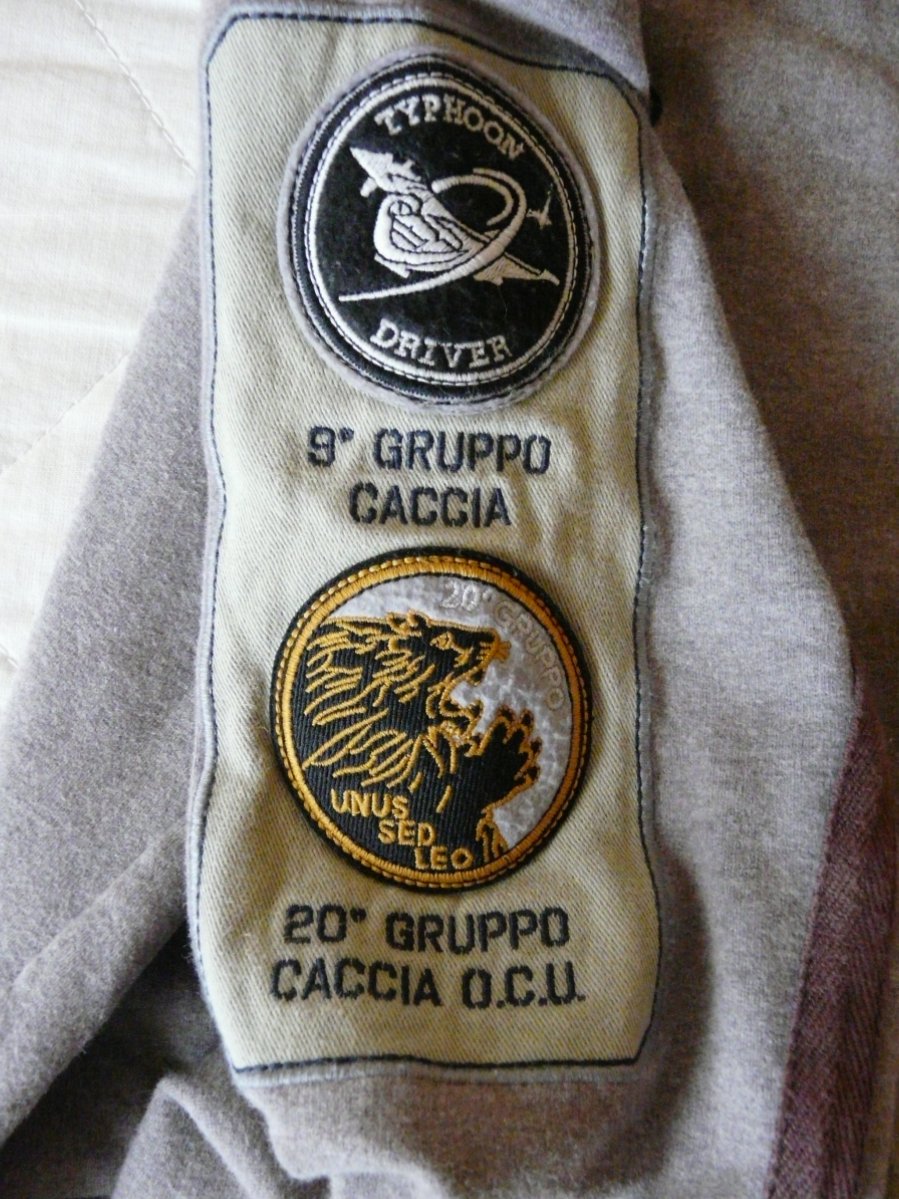 TYPHOON
DRIVER
9° GRUPPO
CACCIA
20° GRUPPO
UNUS
SED
LEO
20° GRUPPO
CACCIA O.C.U.